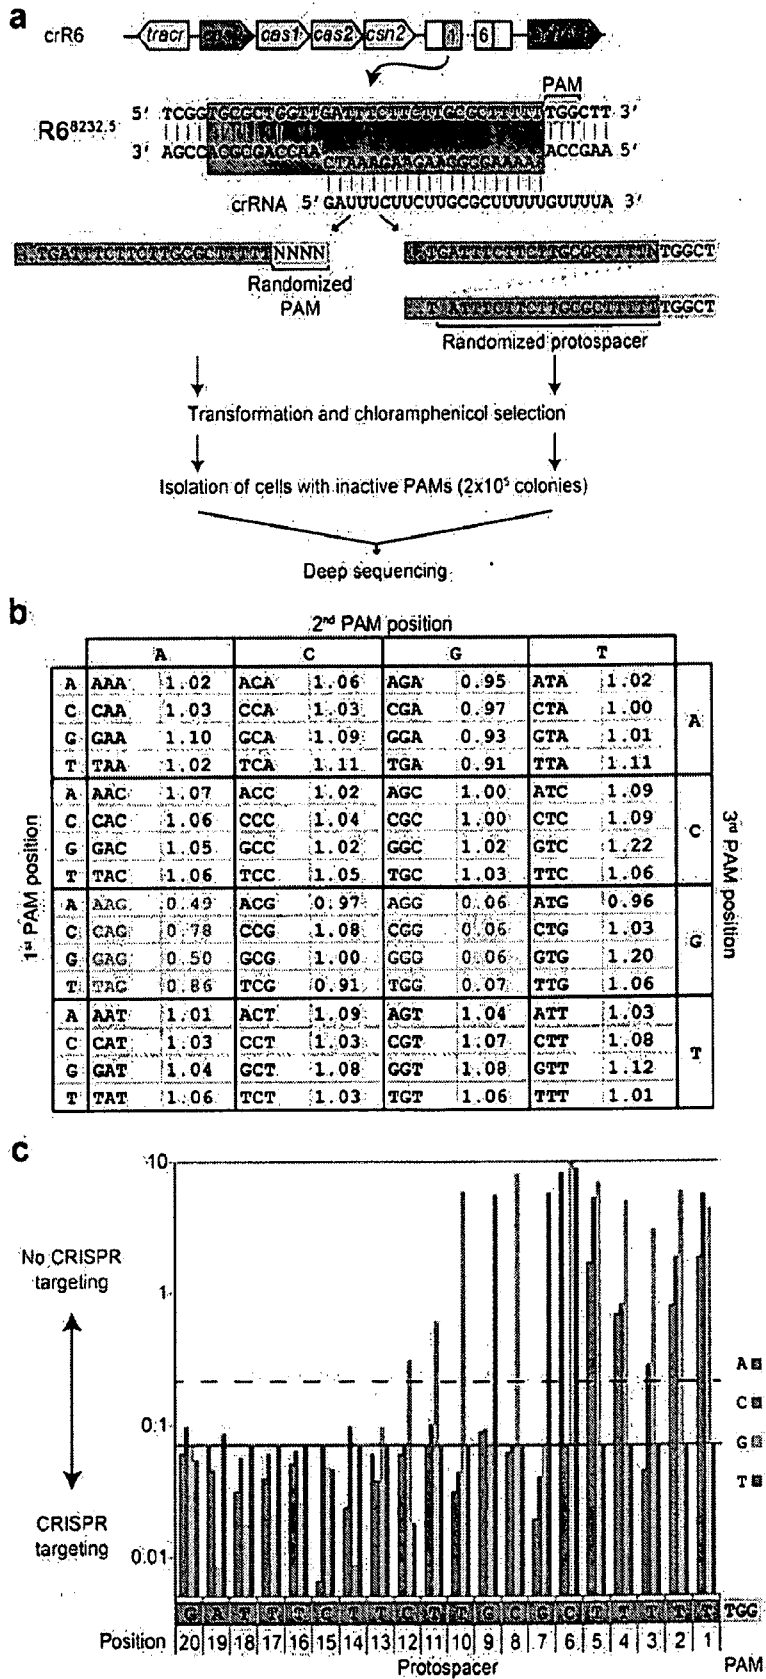 a
crR6 tracr cas1 cas2 csn2 1 6
PAM
5' TCGGTGCGCTGGTTGATTTCTTCTTGCGCTTTTTTGGCTT 3'
R6 8232.5
3' AGCCACGCGACCAA CTAAAGAAGAACGCGAAAAA ACCGAA 5'
crRNA 5' GAUUUCUUCUUGCGCUUUUUGUUUUA 3'
TGATTTCTTCTTGCGCTTTTTNNNN TGATTTCTTCTTGCGCTTTTNTGGCT
Randomized PAM
T ATTTCTTCTTGCGCTTTTTTGGCT
Randomized protospacer
Transformation and chloramphenicol selection
Isolation of cells with inactive PAMs (2x10⁵ colonies)
Deep sequencing
b
2nd PAM position
A C G T
1st PAM position
3rd PAM position
A AAA 1.02 ACA 1.06 AGA 0.95 ATA 1.02
C CAA 1.03 CCA 1.03 CGA 0.97 CTA 1.00 A
G GAA 1.10 GCA 1.09 GGA 0.93 GTA 1.01
T TAA 1.02 TCA 1.11 TGA 0.91 TTA 1.11
A AAC 1.07 ACC 1.02 AGC 1.00 ATC 1.09
C CAC 1.06 CCC 1.04 CGC 1.00 CTC 1.09 C
G GAC 1.05 GCC 1.02 GGC 1.02 GTC 1.22
T TAC 1.06 TCC 1.05 TGC 1.03 TTC 1.06
A AAG 0.49 ACG 0.97 AGG 0.06 ATG 0.96
C CAG 0.78 CCG 1.08 CGG 0.06 CTG 1.03 G
G GAG 0.50 GCG 1.00 GGG 0.06 GTG 1.20
T TAG 0.86 TCG 0.91 TGG 0.07 TTG 1.06
A AAT 1.01 ACT 1.09 AGT 1.04 ATT 1.03
C CAT 1.03 CCT 1.03 CGT 1.07 CTT 1.08 T
G GAT 1.04 GCT 1.08 GGT 1.08 GTT 1.12
T TAT 1.06 TCT 1.03 TGT 1.06 TTT 1.01
c
10
No CRISPR targeting
1
A
C
0.1
G
T
CRISPR targeting
0.01
G A T T T C T T C T T G C G C T T T T T TGG
Position 20 19 18 17 16 15 14 13 12 11 10 9 8 7 6 5 4 3 2 1
Protospacer PAM